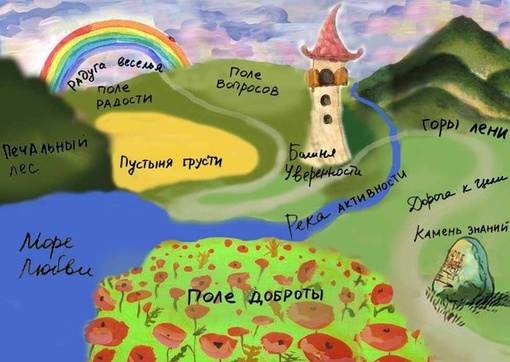 Радуга веселья
Поле
радости
Поле
вопросов
Печальный
лес
Пустыня грусти
Башня
Уверенности
Горы лени
Река активности
Дорога к цели
Камень знаний
Море
Любви
Поле доброты